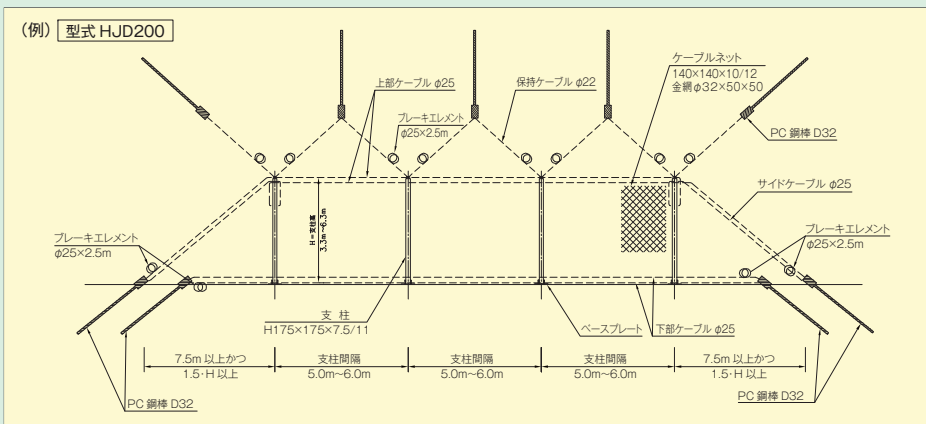 (例) 型式 HJD200
ケーブルネット
140×140×10/12
金網φ32×50×50
上部ケーブル φ25
保持ケーブル φ22
ブレーキエレメント
φ25×2.5m
PC 鋼棒 D32
サイドケーブル φ25
H=支柱高
3.3m~6.3m
ブレーキエレメント
φ25×2.5m
ブレーキエレメント
φ25×2.5m
支 柱
H175×175×7.5/11
ベースプレート
下部ケーブル φ25
7.5m 以上かつ
1.5·H 以上
支柱間隔
5.0m~6.0m
支柱間隔
5.0m~6.0m
支柱間隔
5.0m~6.0m
7.5m 以上かつ
1.5·H 以上
PC 鋼棒 D32
PC 鋼棒 D32